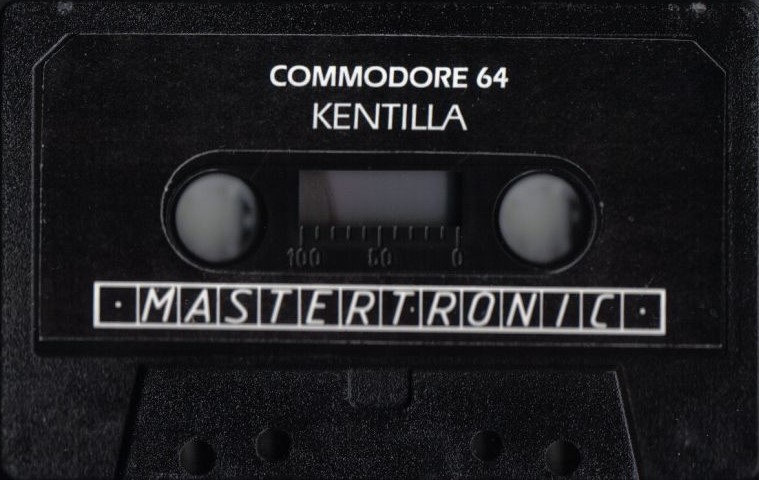 COMMODORE 64
KENTILLA
100 50 0
· MASTERTRONIC ·